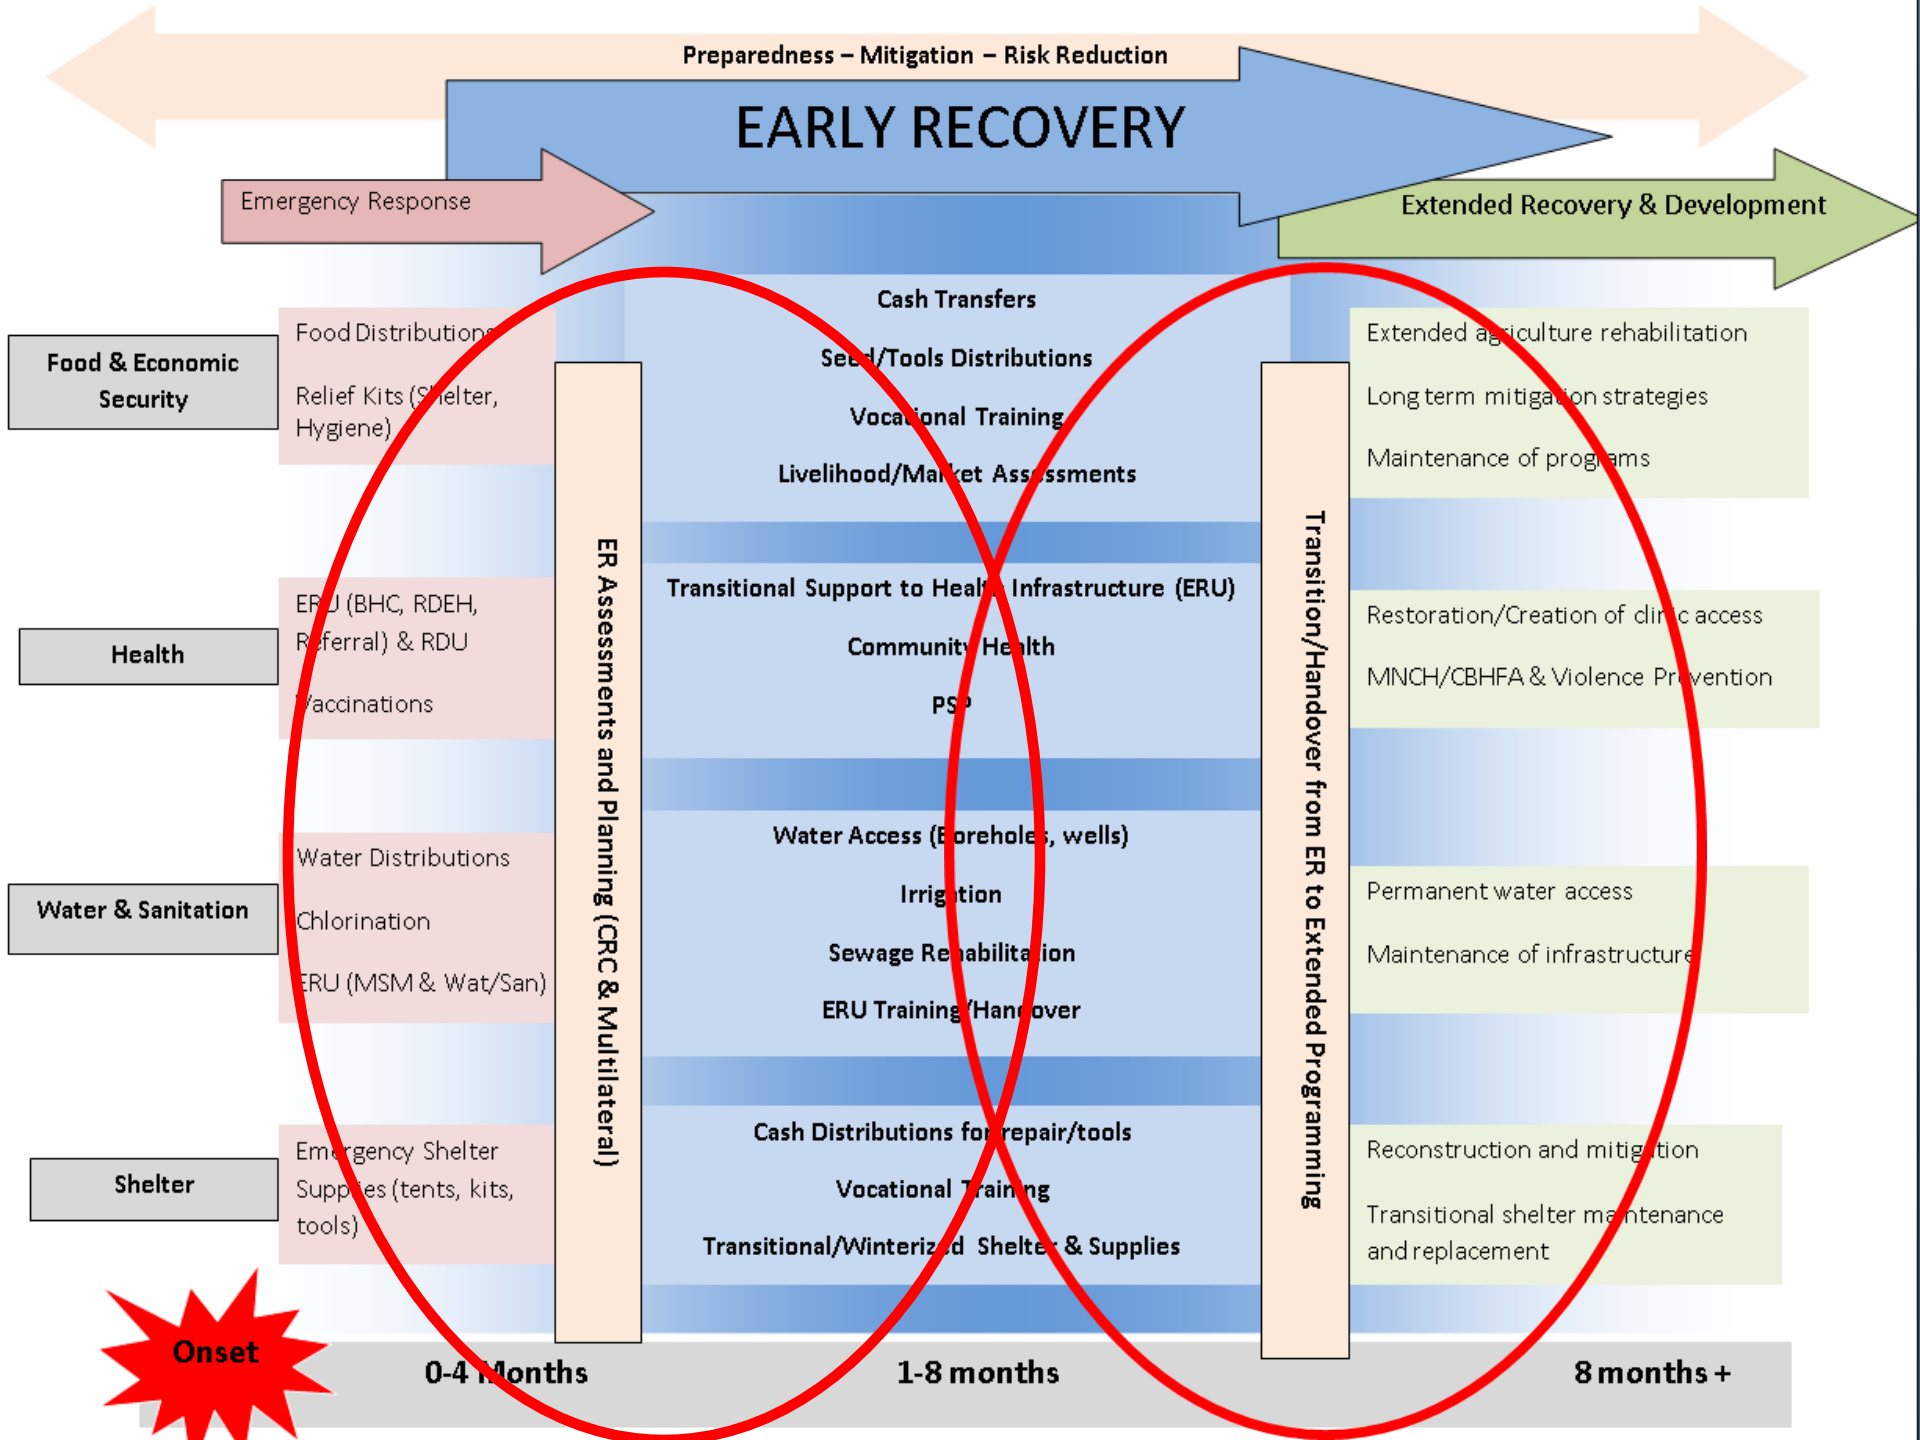 Preparedness – Mitigation – Risk Reduction
EARLY RECOVERY
Emergency Response
Extended Recovery & Development
Food & Economic
Security
Food Distributions
Relief Kits (Shelter,
Hygiene)
Cash Transfers
Seed/Tools Distributions
Vocational Training
Livelihood/Market Assessments
Extended agriculture rehabilitation
Long term mitigation strategies
Maintenance of programs
ER Assessments and Planning (CRC & Multilateral)
Transition/Handover from ER to Extended Programming
Health
ERU (BHC, RDEH,
Referral) & RDU
Vaccinations
Transitional Support to Health Infrastructure (ERU)
Community Health
PSP
Restoration/Creation of clinic access
MNCH/CBHFA & Violence Prevention
Water & Sanitation
Water Distributions
Chlorination
ERU (MSM & Wat/San)
Water Access (Boreholes, wells)
Irrigation
Sewage Rehabilitation
ERU Training/Handover
Permanent water access
Maintenance of infrastructure
Shelter
Emergency Shelter
Supplies (tents, kits,
tools)
Cash Distributions for repair/tools
Vocational Training
Transitional/Winterized Shelter & Supplies
Reconstruction and mitigation
Transitional shelter maintenance
and replacement
Onset
0-4 Months
1-8 months
8 months +